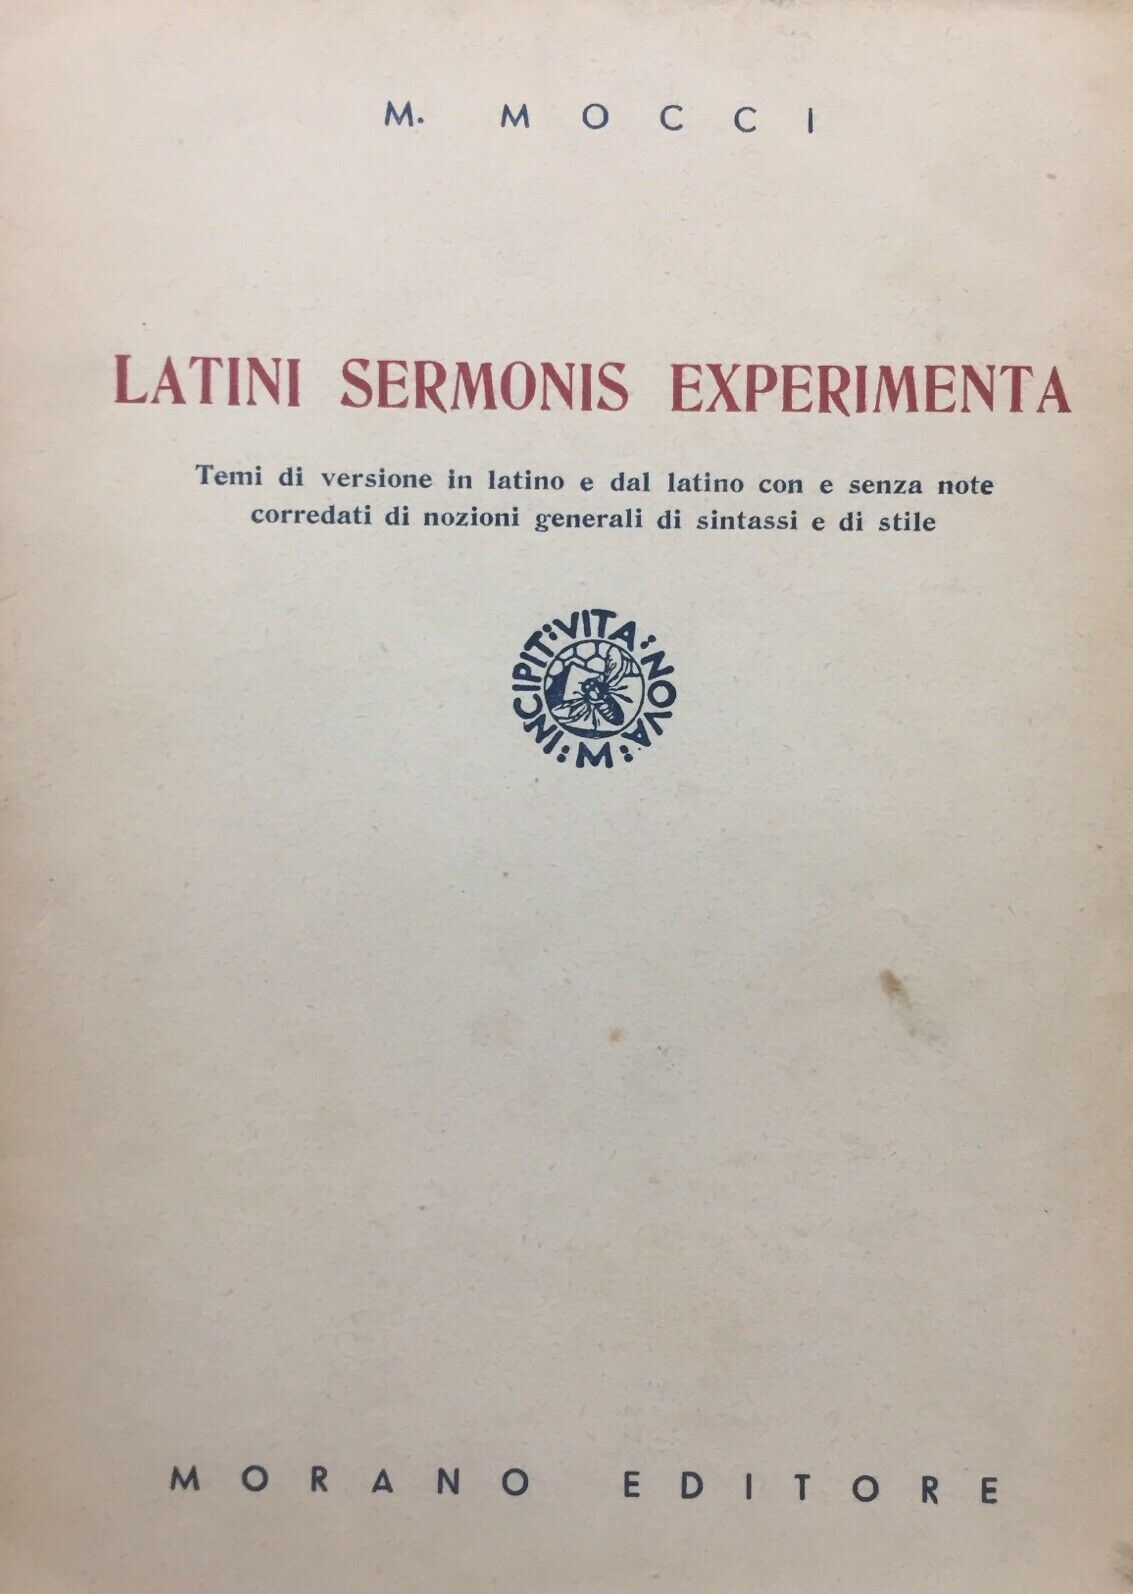 M. MOCCI
LATINI SERMONIS EXPERIMENTA
Temi di versione in latino e dal latino con e senza note
corredati di nozioni generali di sintassi e di stile
INCIPIT:VITA:NOVA:M:
MORANO EDITORE